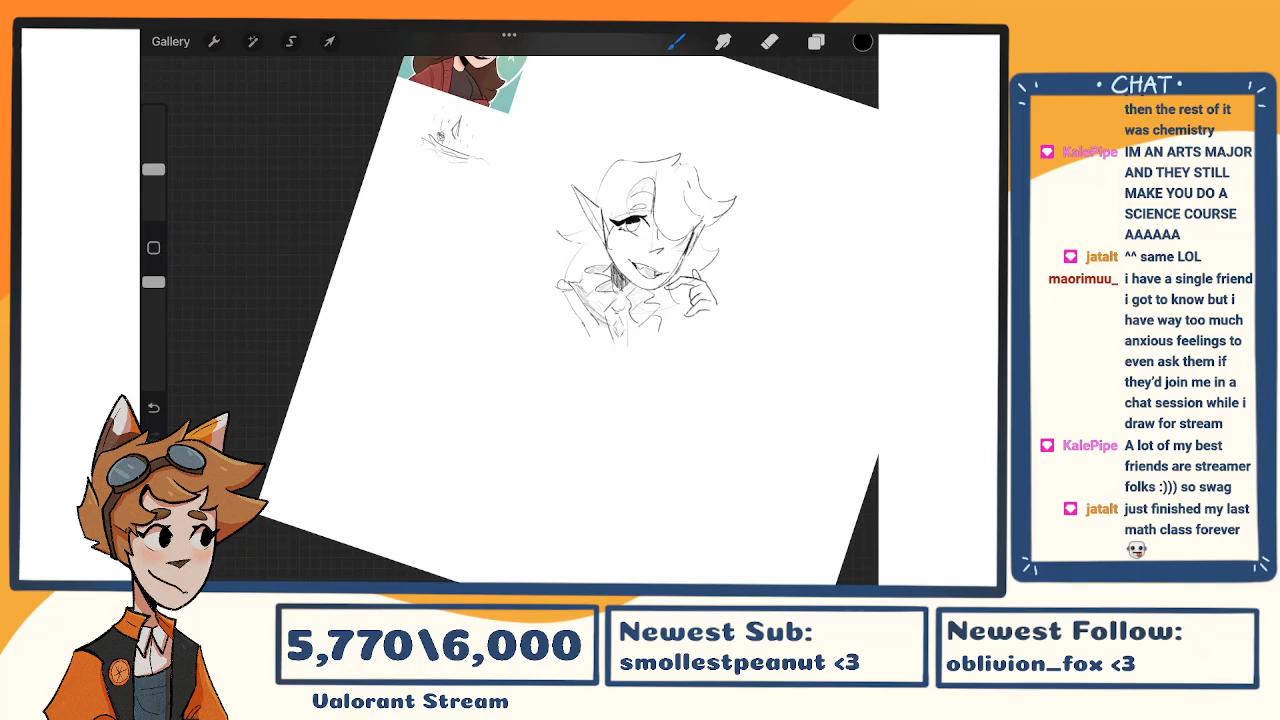 Gallery
• CHAT •
then the rest of it
was chemistry
KalePipe IM AN ARTS MAJOR
AND THEY STILL
MAKE YOU DO A
SCIENCE COURSE
AAAAAA
jatalt ^^ same LOL
maorimuu_ i have a single friend
i got to know but i
have way too much
anxious feelings to
even ask them if
they'd join me in a
chat session while i
draw for stream
KalePipe A lot of my best
friends are streamer
folks :))) so swag
jatalt just finished my last
math class forever
5,770\6,000
Valorant Stream
Newest Sub:
smollestpeanut <3
Newest Follow:
oblivion_fox <3